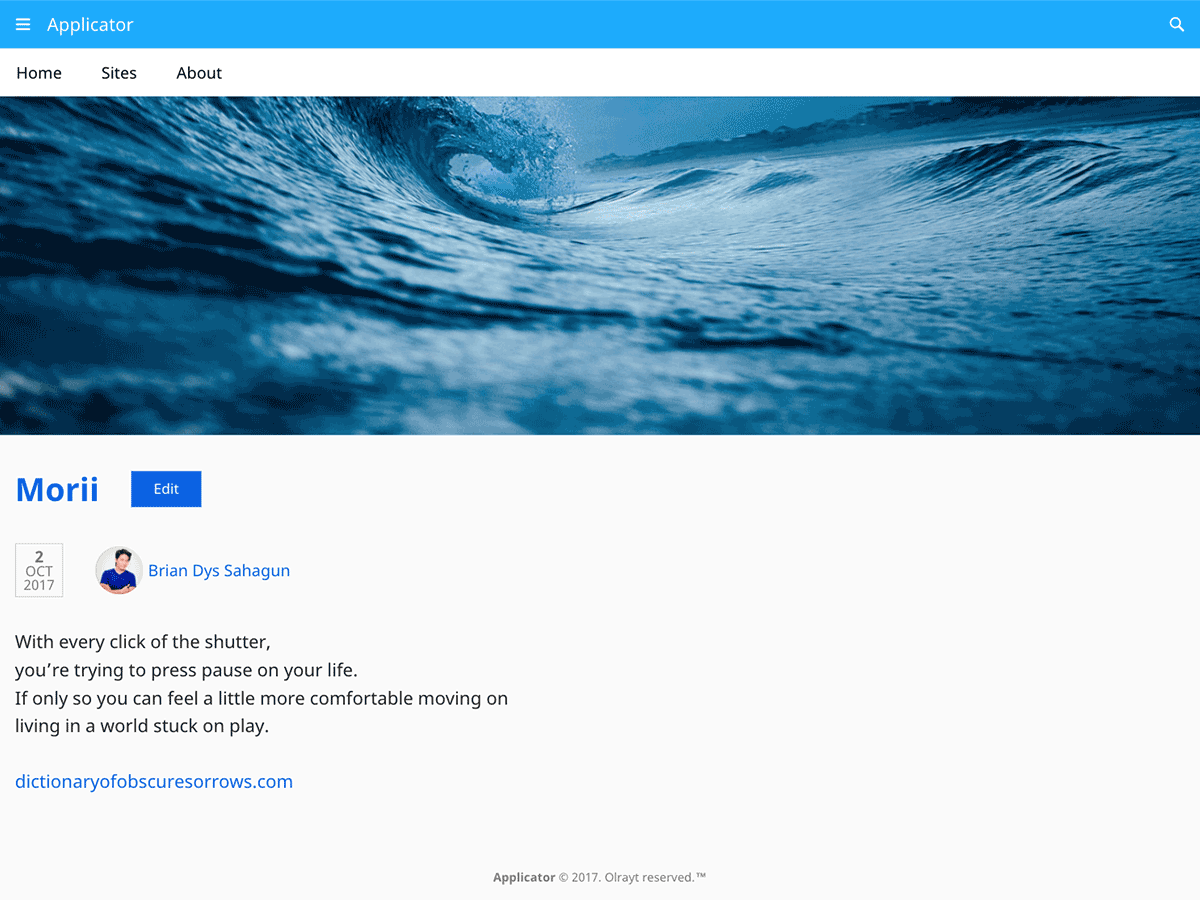 Applicator
Home Sites About
Morii Edit
2
OCT
2017
Brian Dys Sahagun
With every click of the shutter,
you’re trying to press pause on your life.
If only so you can feel a little more comfortable moving on
living in a world stuck on play.
dictionaryofobscuresorrows.com
Applicator © 2017. Olrayt reserved.™